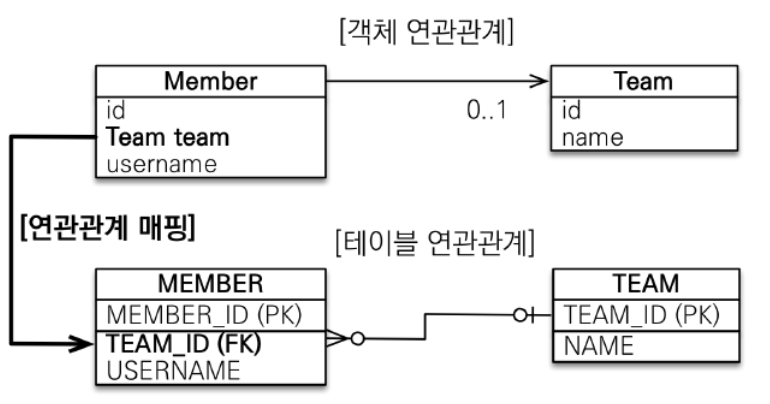 [객체 연관관계]
Member
id
Team team
username
0..1
Team
id
name
[연관관계 매핑]
[테이블 연관관계]
MEMBER
MEMBER_ID (PK)
TEAM_ID (FK)
USERNAME
TEAM
TEAM_ID (PK)
NAME